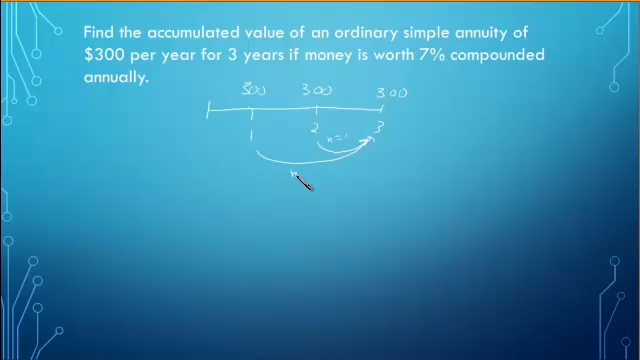 Find the accumulated value of an ordinary simple annuity of
$300 per year for 3 years if money is worth 7% compounded
annually.
300 300 300
1 2 3
n = 1
n